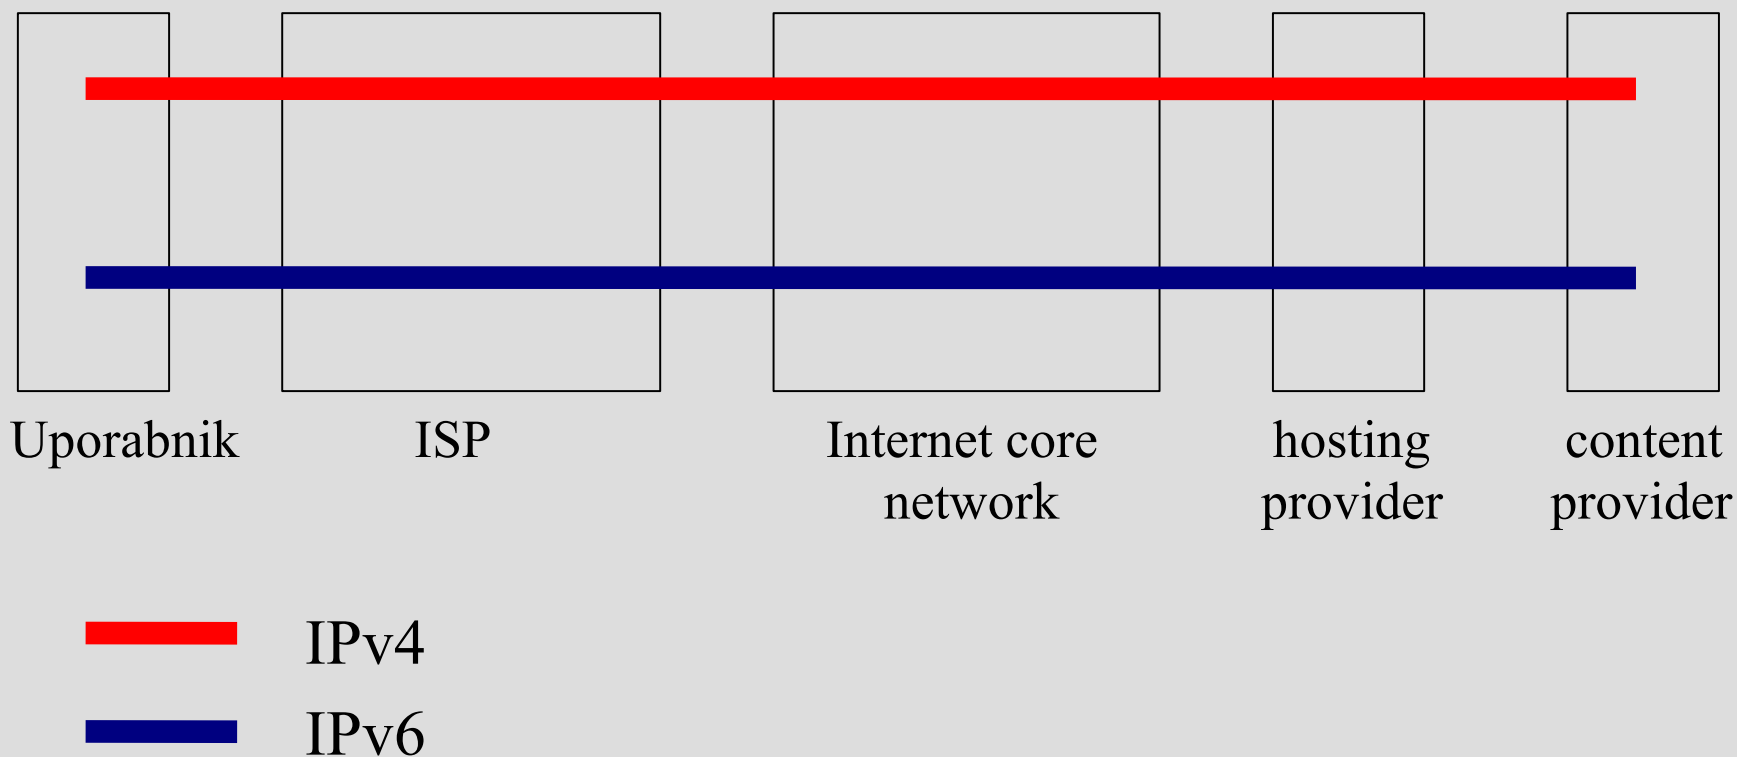 Uporabnik
ISP
Internet core
network
hosting
provider
content
provider
IPv4
IPv6